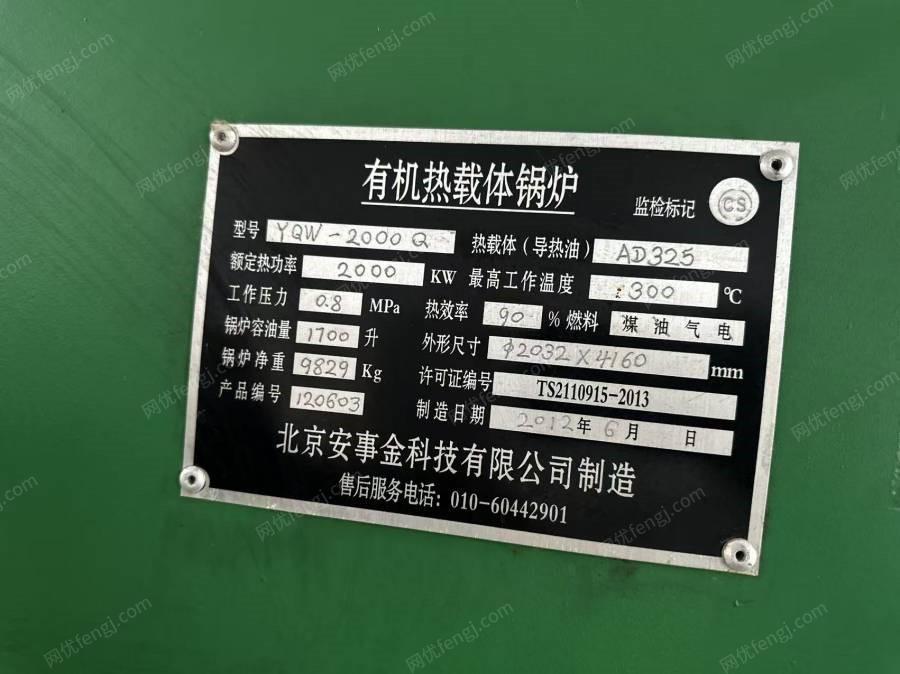 有机热载体锅炉
监检标记 CS
型号 YQW-2000Q 热载体（导热油） AD325
额定热功率 2000 KW 最高工作温度 300 ℃
工作压力 0.8 MPa 热效率 90 % 燃料 煤 油 气 电
锅炉容油量 1700 升 外形尺寸 φ2032×4160 mm
锅炉净重 9829 Kg 许可证编号 TS2110915-2013
产品编号 120603 制造日期 2012年 6月 日
北京安事金科技有限公司制造
售后服务电话：010-60442901
网优fengj.com